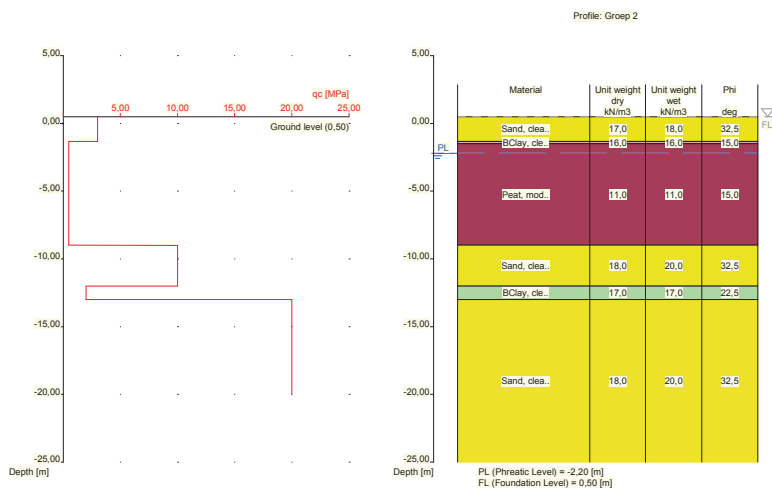 Profile: Groep 2
5,00
0,00
-5,00
-10,00
-15,00
-20,00
-25,00
Depth [m]
qc [MPa]
5,00 10,00 15,00 20,00 25,00
Ground level (0,50)
5,00
0,00
-5,00
-10,00
-15,00
-20,00
-25,00
Depth [m]
PL
FL
Material Unit weight dry kN/m3 Unit weight wet kN/m3 Phi deg
Sand, clea.. 17,0 18,0 32,5
BClay, cle.. 16,0 16,0 15,0
Peat, mod.. 11,0 11,0 15,0
Sand, clea.. 18,0 20,0 32,5
BClay, cle.. 17,0 17,0 22,5
Sand, clea.. 18,0 20,0 32,5
PL (Phreatic Level) = -2,20 [m]
FL (Foundation Level) = 0,50 [m]